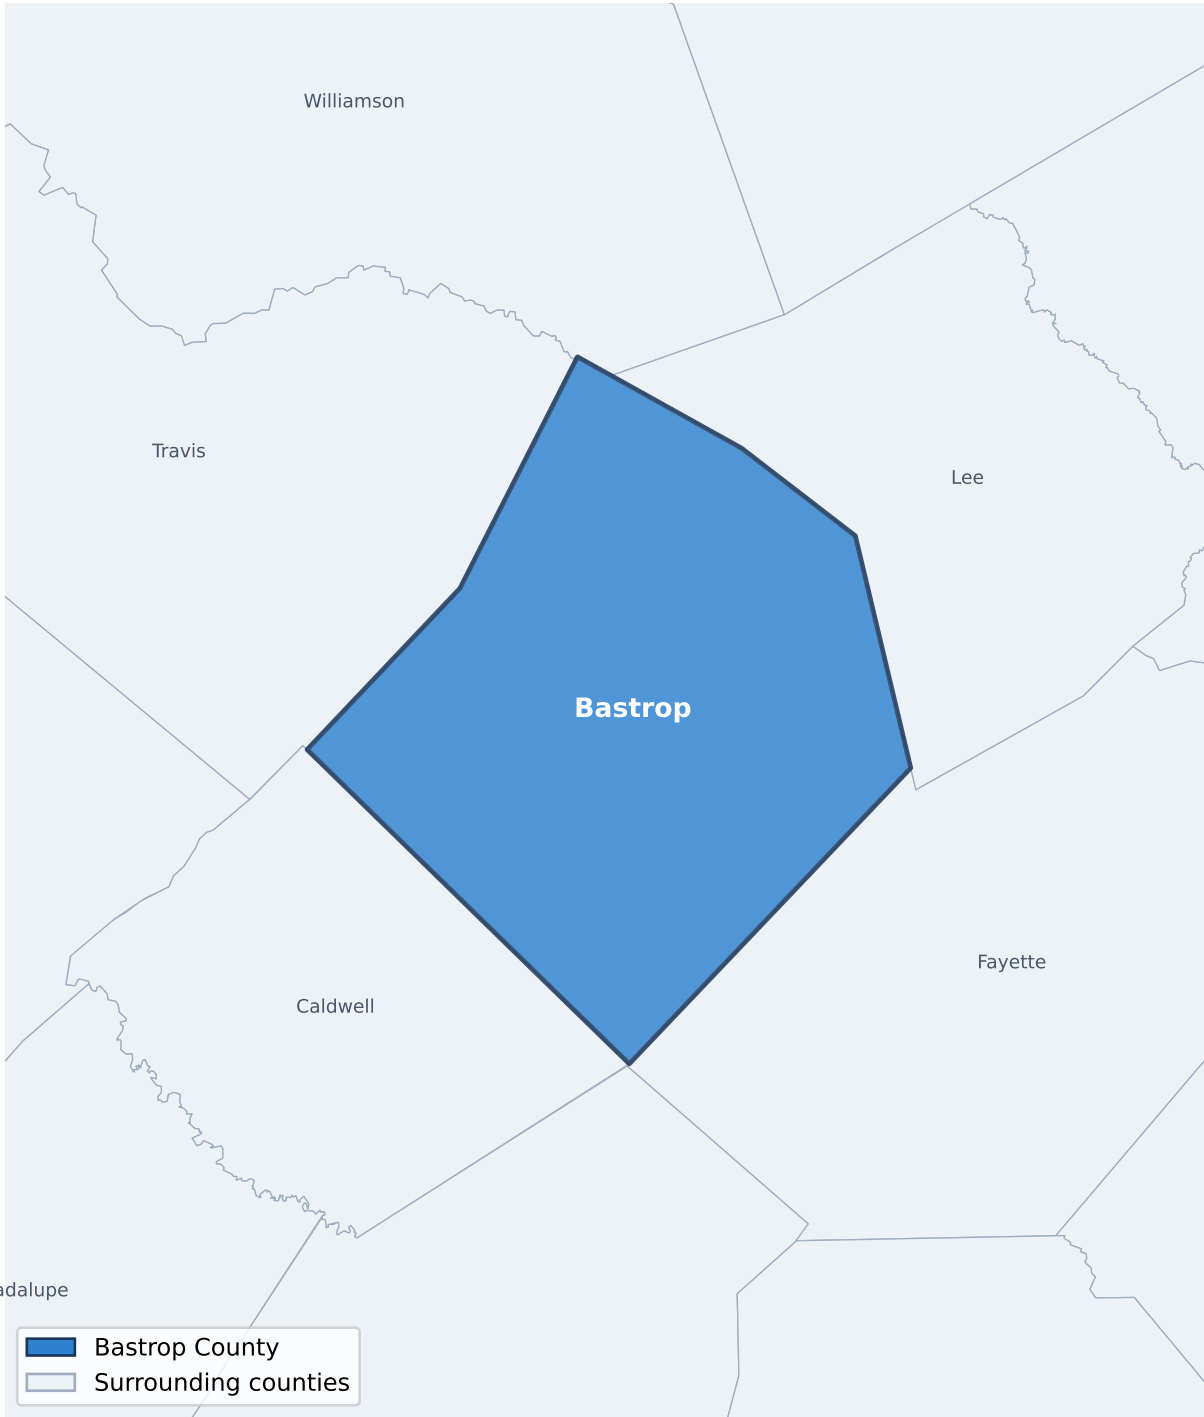 Williamson
Travis
Lee
Bastrop
Fayette
Caldwell
adalupe
Bastrop County
Surrounding counties